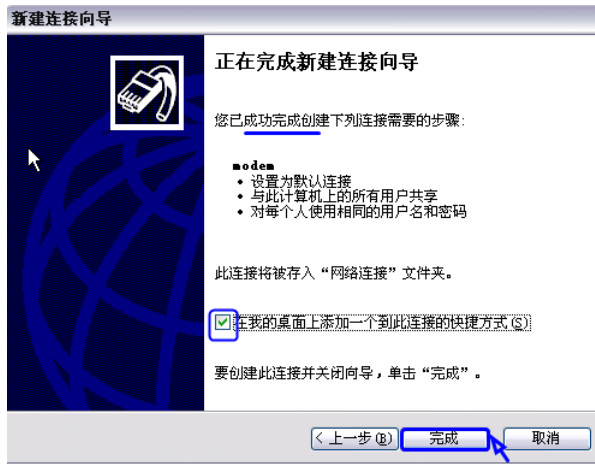 新建连接向导
正在完成新建连接向导
您已成功完成创建下列连接需要的步骤:
modem
• 设置为默认连接
• 与此计算机上的所有用户共享
• 对每个人使用相同的用户名和密码
此连接将被存入“网络连接”文件夹。
在我的桌面上添加一个到此连接的快捷方式(S)
要创建此连接并关闭向导，单击“完成”。
< 上一步(B) 完成 取消